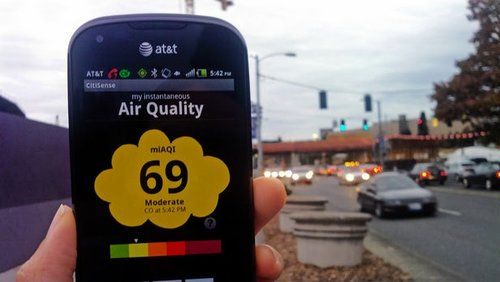 at&t
AT&T 5:42 PM
CitiSense
my instantaneous
Air Quality
miAQI
69
Moderate
CO at 5:42 PM
?